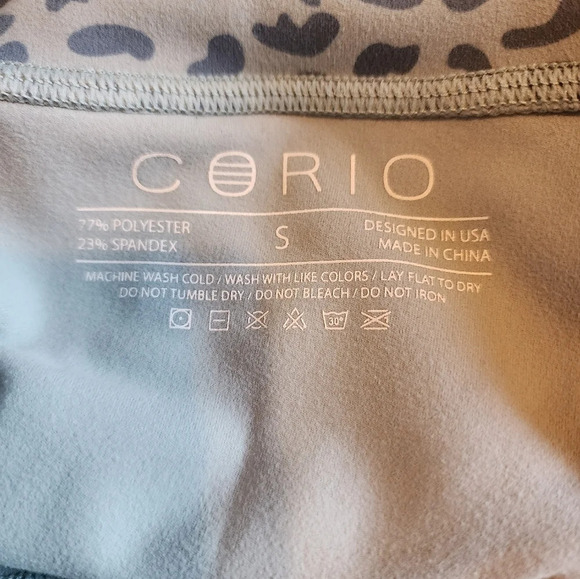 CORIO
77% POLYESTER
23% SPANDEX
S
DESIGNED IN USA
MADE IN CHINA
MACHINE WASH COLD / WASH WITH LIKE COLORS / LAY FLAT TO DRY
DO NOT TUMBLE DRY / DO NOT BLEACH / DO NOT IRON
30°